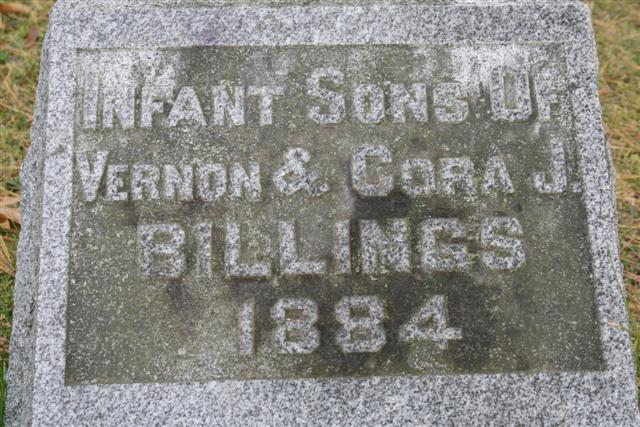 INFANT SONS OF
VERNON & CORA J.
BILLINGS
1884